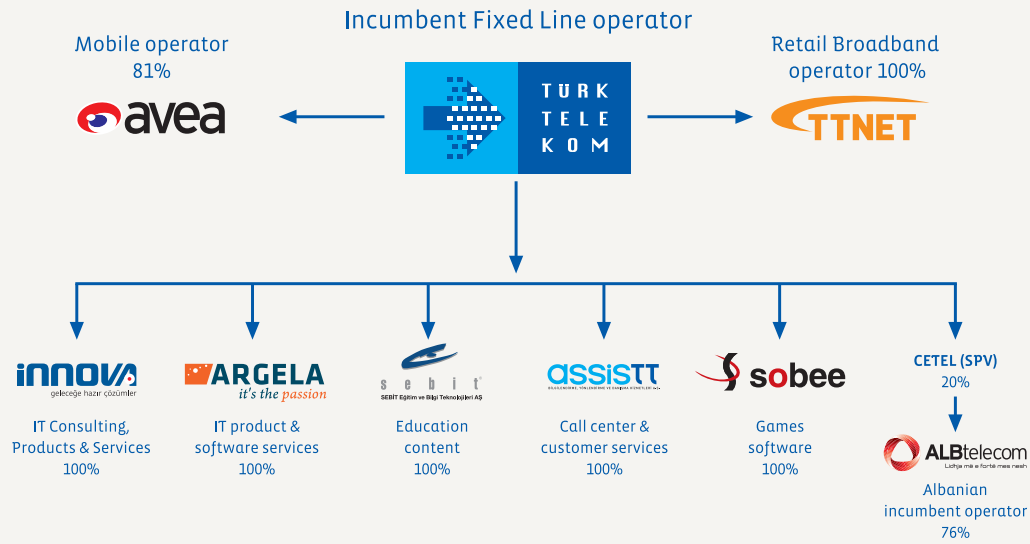 Incumbent Fixed Line operator
Mobile operator
81%
avea
TÜRK
TELE
KOM
Retail Broadband
operator 100%
TTNET
innova
geleceğe hazır çözümler
IT Consulting,
Products & Services
100%
ARGELA
it's the passion
IT product &
software services
100%
sebit®
SEBİT Eğitim ve Bilgi Teknolojileri AŞ
Education
content
100%
assisTT
Call center &
customer services
100%
sobee
Games
software
100%
CETEL (SPV)
20%
ALBtelecom
Lidhja më e fortë mes nesh
Albanian
incumbent operator
76%